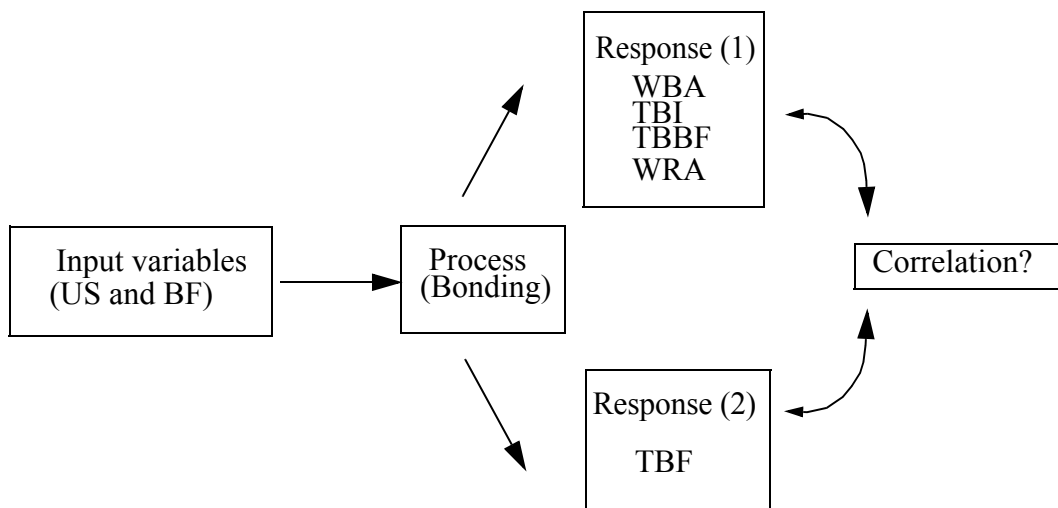 Response (1)
WBA
TBI
TBBF
WRA
Input variables
(US and BF)
Process
(Bonding)
Correlation?
Response (2)
TBF